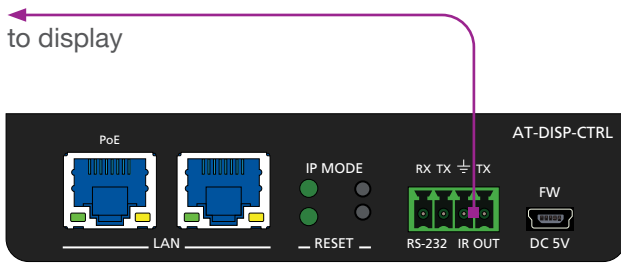 to display
AT-DISP-CTRL
PoE
IP MODE
RX TX ⏚ TX
FW
LAN
RESET
RS-232 IR OUT
DC 5V